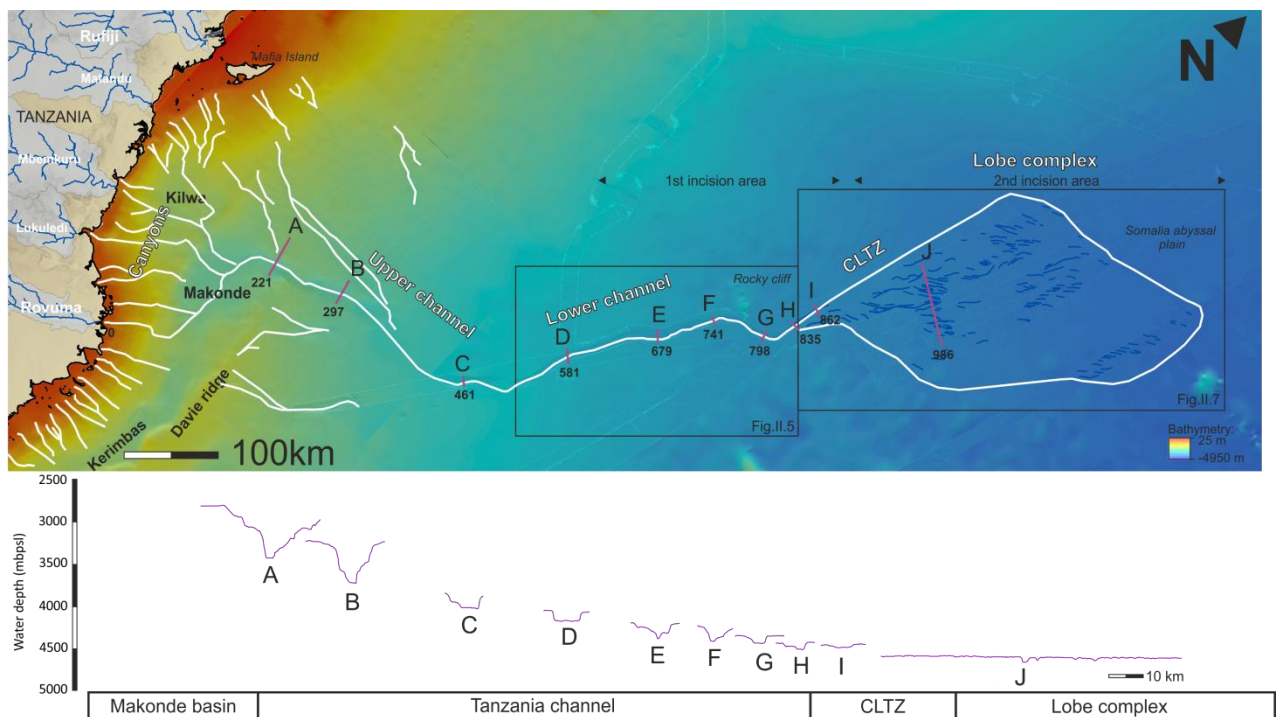 Rufiji
Mafia Island
Matandu
N
TANZANIA
Mbemkuru
Lobe complex
1st incision area
2nd incision area
Kilwa
Canyons
Lukuledi
A
Somalia abyssal
plain
CLTZ
J
B
Upper channel
221
Makonde
Rocky cliff
Lower channel
I
F
E
H
G
862
297
Rovuma
D
741
679
798
835
986
C
581
461
Davie ridge
Kerimbas
Fig.II.5
Fig.II.7
Bathymetry:
25 m
-4950 m
100km
2500
3000
3500
4000
4500
5000
Water depth (mbpsl)
A
B
C
D
E
F
G
H
I
J
10 km
Makonde basin
Tanzania channel
CLTZ
Lobe complex